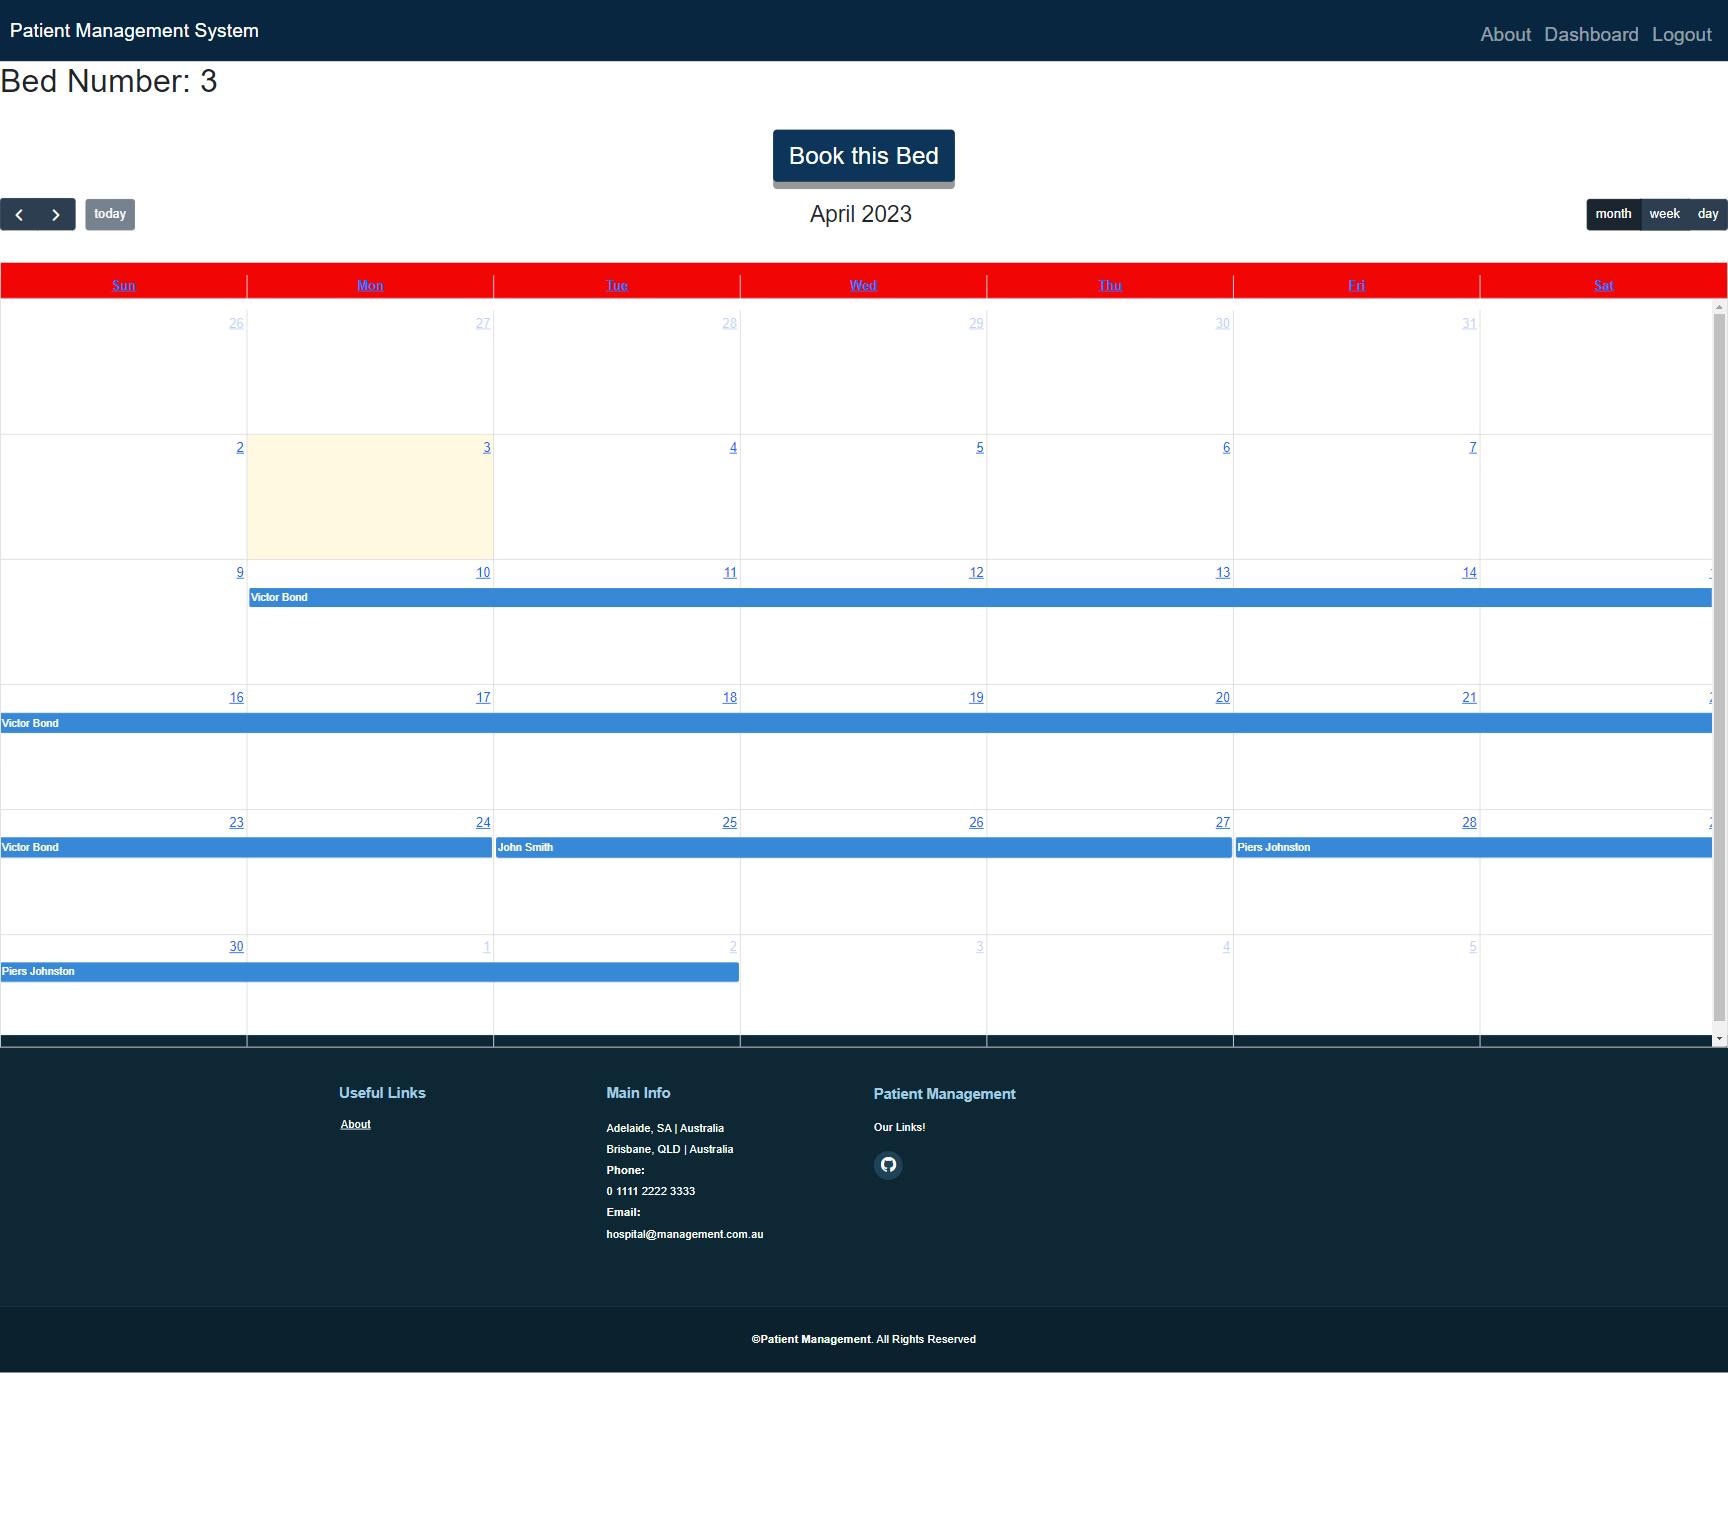 Patient Management System
About Dashboard Logout
Bed Number: 3
Book this Bed
today
April 2023
month week day
Sun Mon Tue Wed Thu Fri Sat
26 27 28 29 30 31
2 3 4 5 6 7
9 10 11 12 13 14
Victor Bond
16 17 18 19 20 21
Victor Bond
23 24 25 26 27 28
Victor Bond John Smith Piers Johnston
30 1 2 3 4 5
Piers Johnston
Useful Links
About
Main Info
Adelaide, SA | Australia
Brisbane, QLD | Australia
Phone:
0 1111 2222 3333
Email:
hospital@management.com.au
Patient Management
Our Links!
©Patient Management. All Rights Reserved